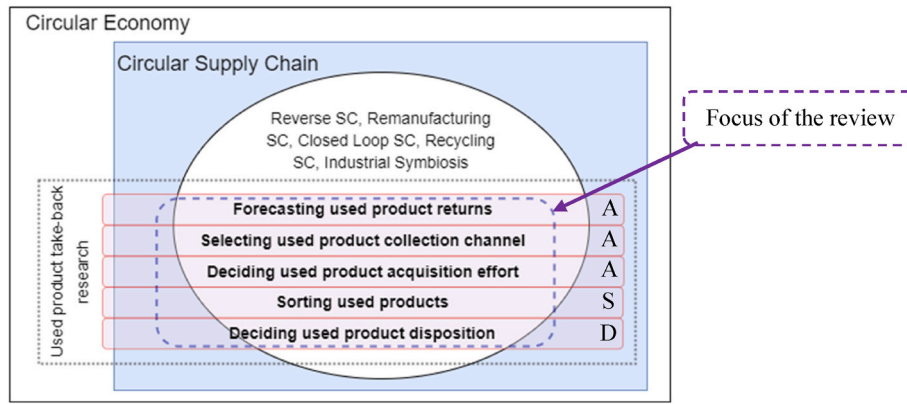 Circular Economy
Circular Supply Chain
Focus of the review
Reverse SC, Remanufacturing
SC, Closed Loop SC, Recycling
SC, Industrial Symbiosis
Used product take-back
research
Forecasting used product returns A
Selecting used product collection channel A
Deciding used product acquisition effort A
Sorting used products S
Deciding used product disposition D